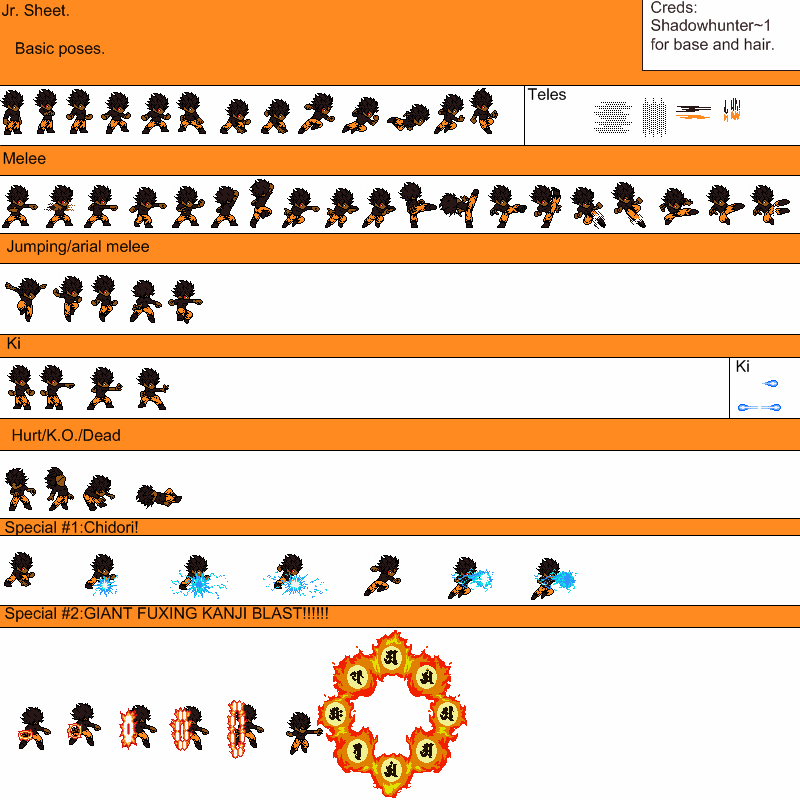 Jr. Sheet.
Creds:
Shadowhunter~1
for base and hair.
Basic poses.
Teles
Melee
Jumping/arial melee
Ki
Ki
Hurt/K.O./Dead
Special #1:Chidori!
Special #2:GIANT FUXING KANJI BLAST!!!!!!